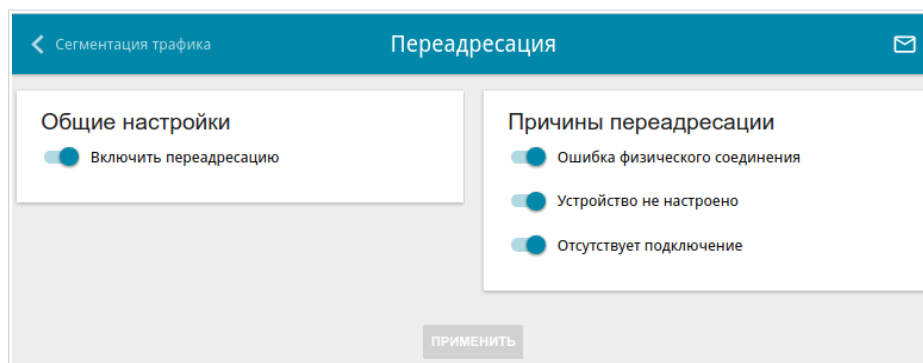 Сегментация трафика
Переадресация
Общие настройки
Включить переадресацию
Причины переадресации
Ошибка физического соединения
Устройство не настроено
Отсутствует подключение
ПРИМЕНИТЬ